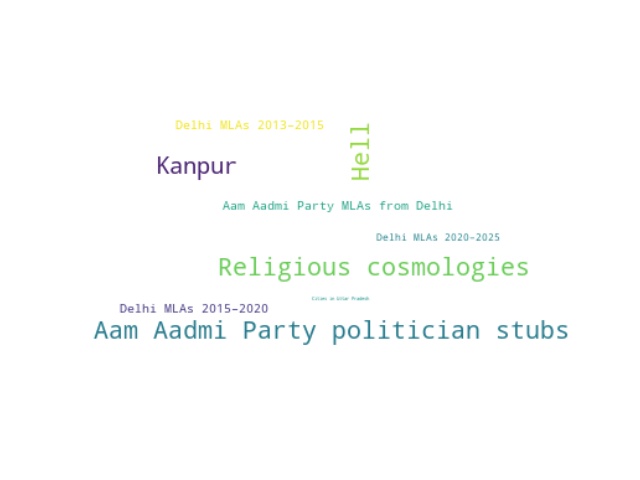 Delhi MLAs 2013–2015
Hell
Kanpur
Aam Aadmi Party MLAs from Delhi
Delhi MLAs 2020–2025
Religious cosmologies
Cities in Uttar Pradesh
Delhi MLAs 2015–2020
Aam Aadmi Party politician stubs